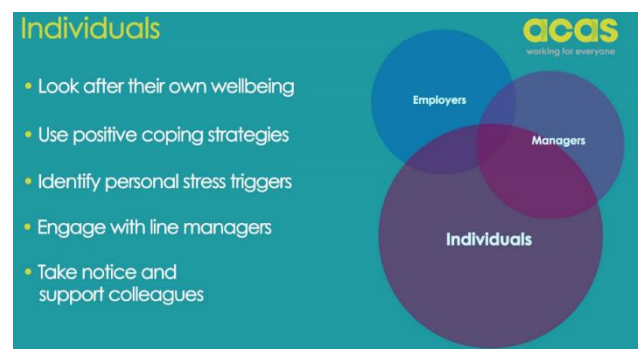 Individuals
acas
working for everyone
• Look after their own wellbeing
• Use positive coping strategies
• Identify personal stress triggers
• Engage with line managers
• Take notice and
support colleagues
Employers
Managers
Individuals